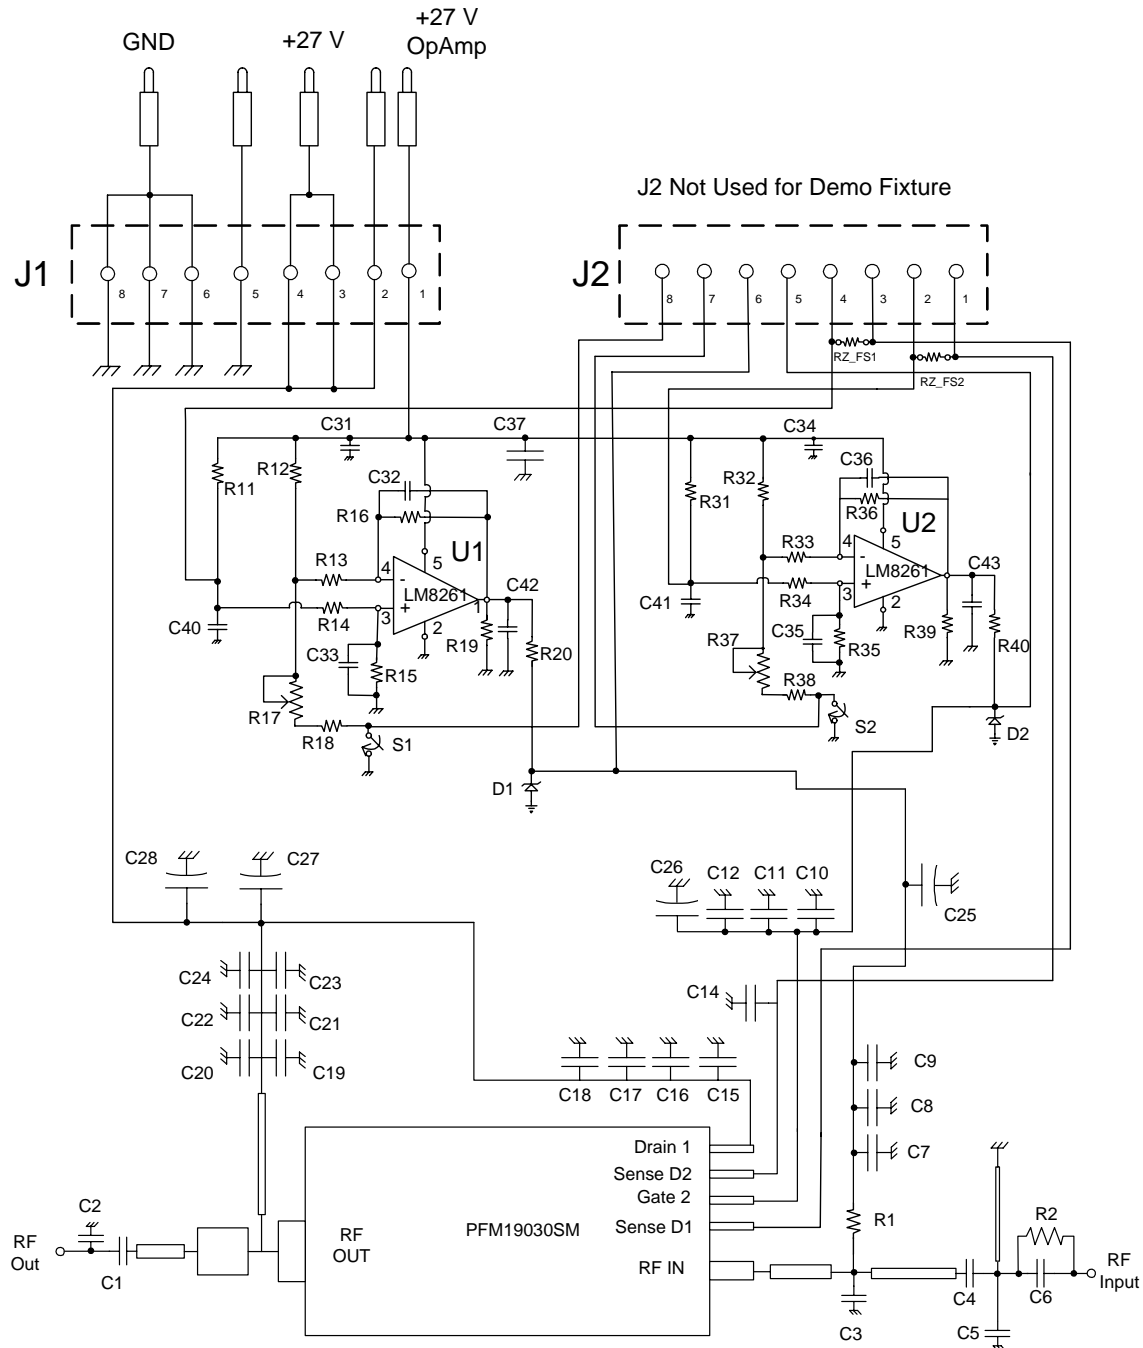 +27 V
GND
+27 V
OpAmp
J2 Not Used for Demo Fixture
J1
8 7 6 5 4 3 2 1
J2
8 7 6 5 4 3 2 1
RZ_FS1
RZ_FS2
C31
C37
C34
R11
R12
C32
R16
U1
R31
R32
C36
R36
U2
R13
4
-
5
LM8261
1
C42
R14
3
+
2
C40
C33
R15
R19
R20
R17
R18
S1
D1
R33
4
-
5
LM8261
C43
R34
3
+
2
C41
C35
R35
R39
R40
R37
R38
S2
D2
C28
C27
C26
C12
C11
C10
C25
C24
C23
C22
C21
C20
C19
C14
C18
C17
C16
C15
C9
C8
C7
Drain 1
Sense D2
Gate 2
Sense D1
RF IN
PFM19030SM
RF
OUT
C2
RF
Out
C1
R1
R2
RF
Input
C3
C4
C5
C6